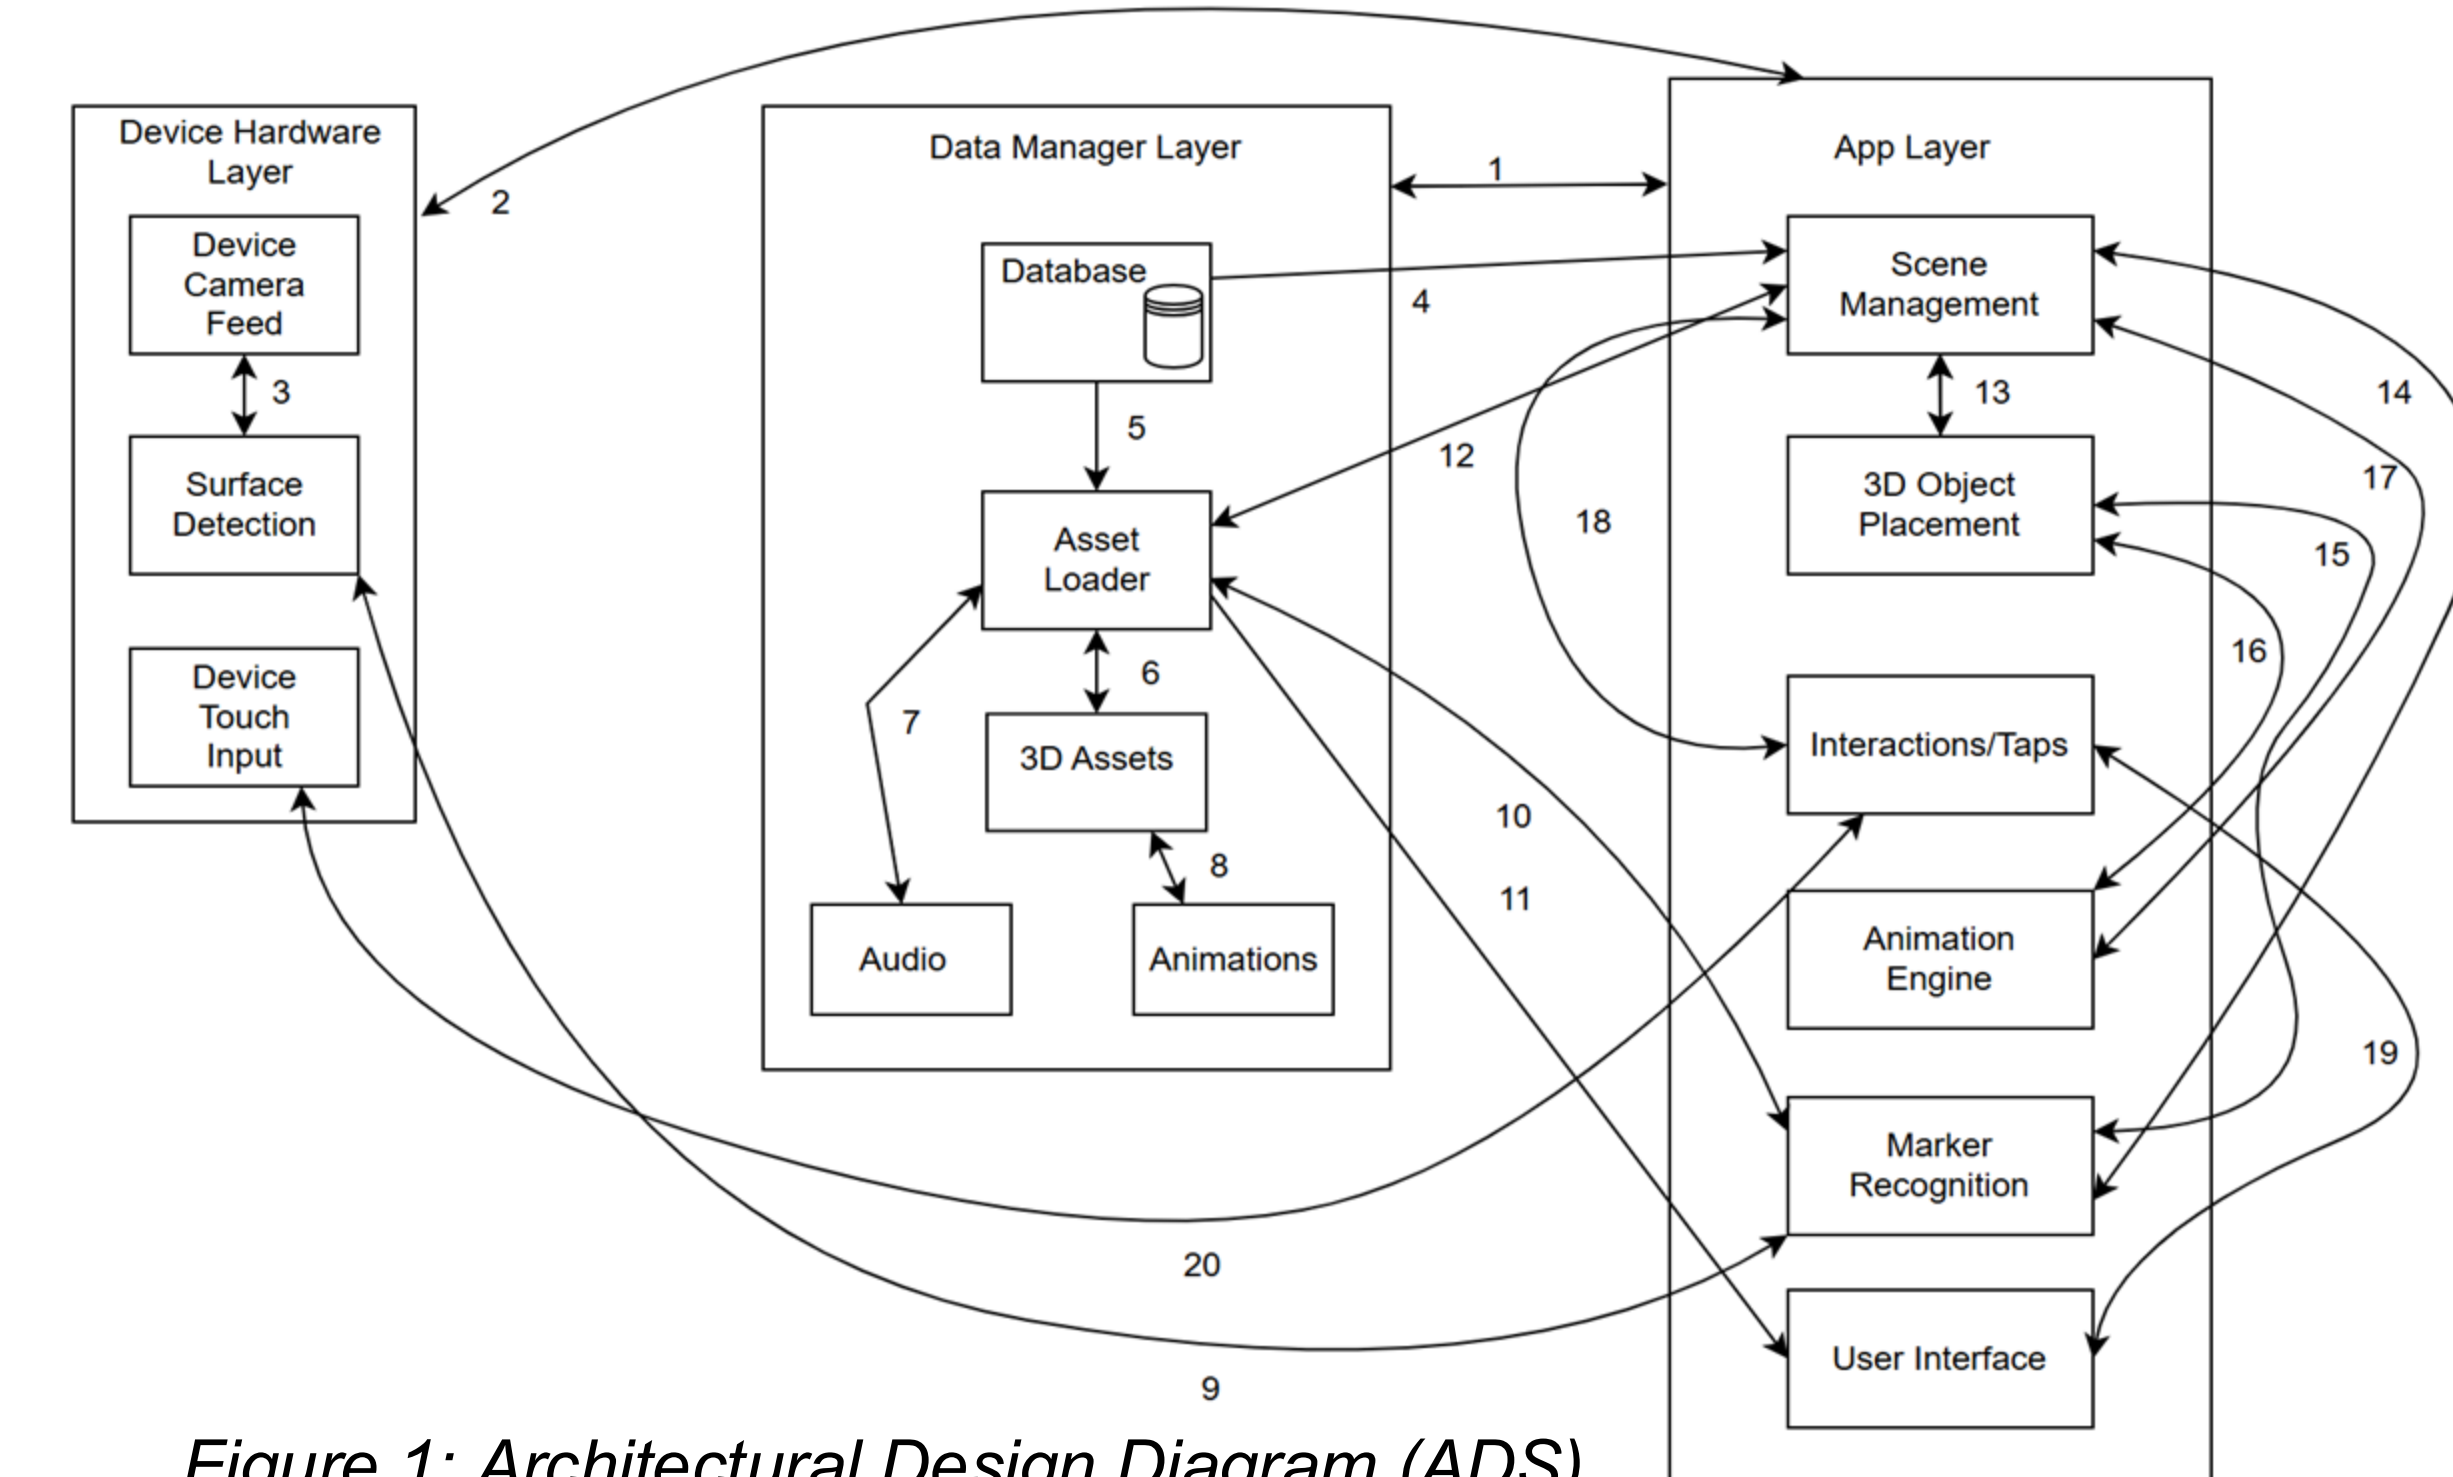 Device Hardware
Layer
Device
Camera
Feed
3
Surface
Detection
Device
Touch
Input
2
Data Manager Layer
Database
5
Asset
Loader
6
7
3D Assets
8
Audio
Animations
1
4
12
18
10
11
20
9
App Layer
Scene
Management
13
3D Object
Placement
Interactions/Taps
Animation
Engine
Marker
Recognition
User Interface
14
17
15
16
19
Figure 1: Architectural Design Diagram (ADS)